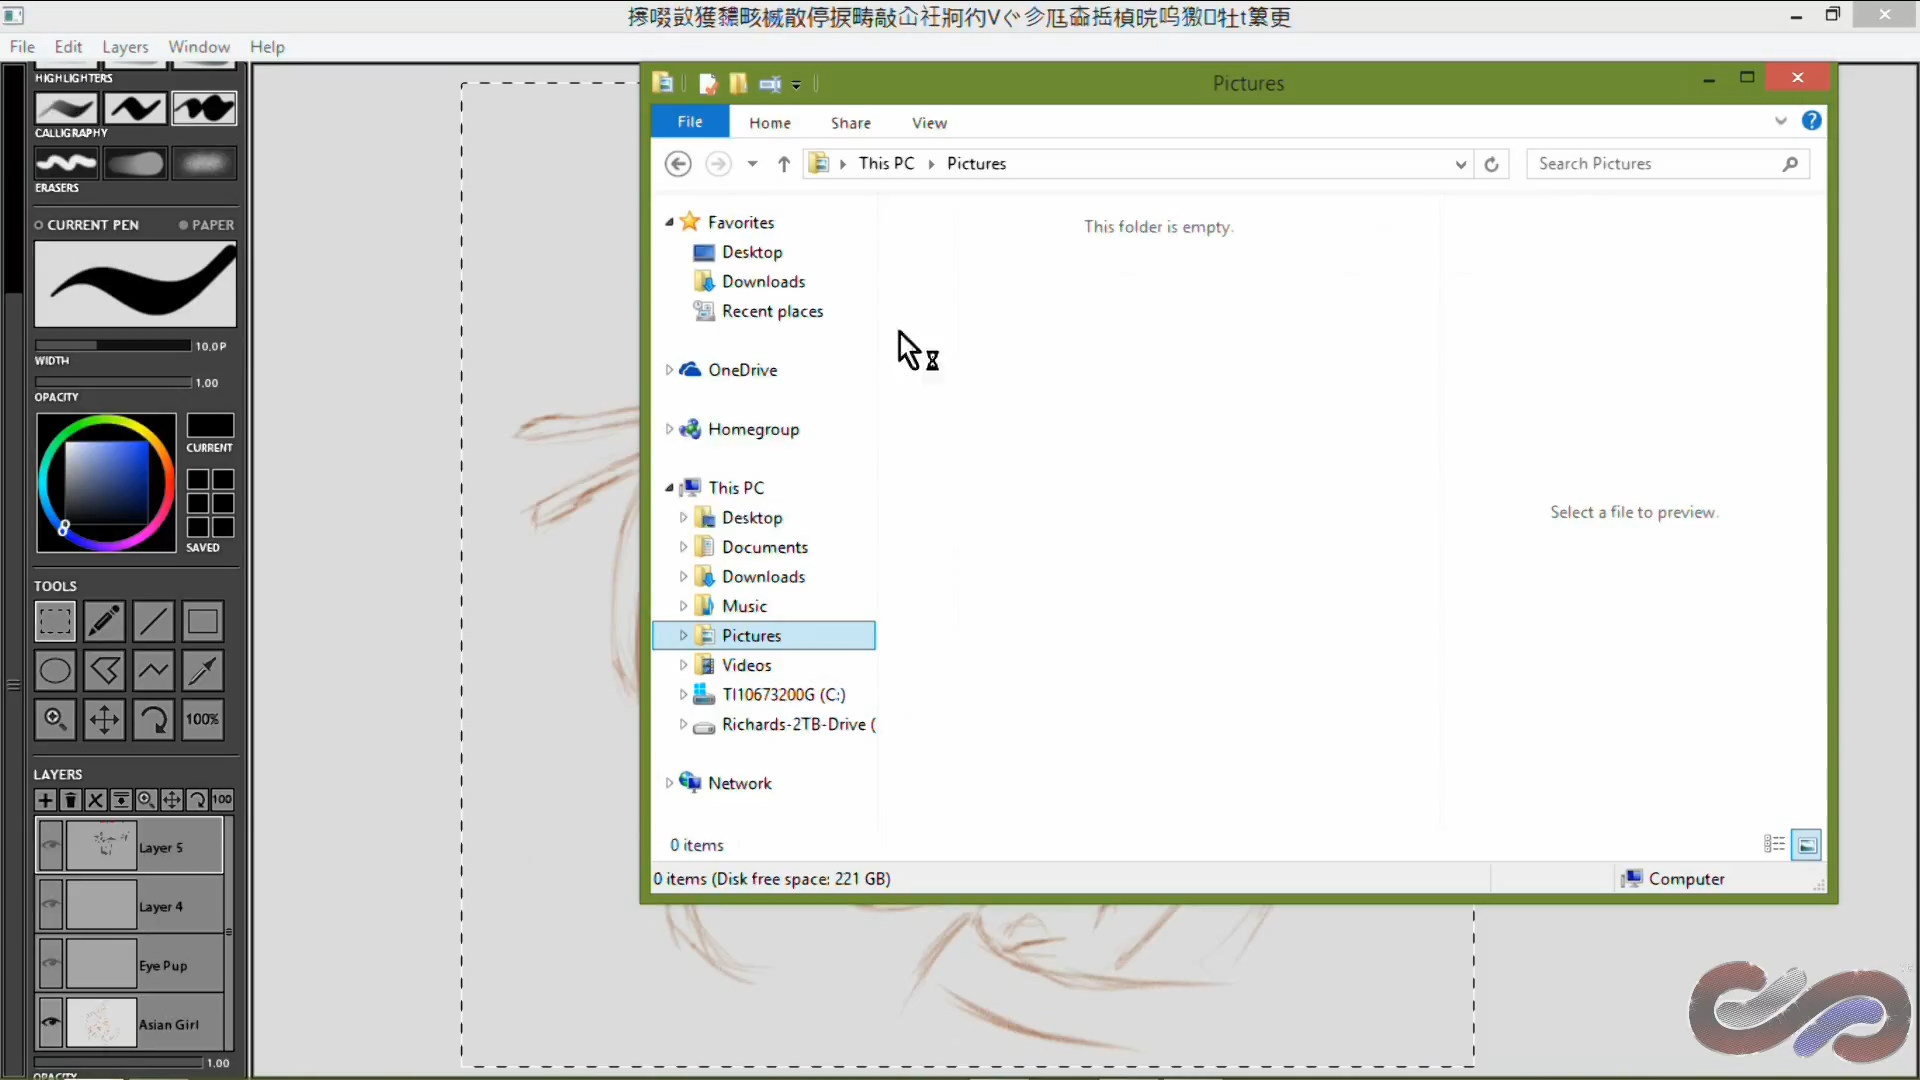 File Edit Layers Window Help
HIGHLIGHTERS
CALLIGRAPHY
ERASERS
CURRENT PEN PAPER
10.0P
WIDTH
1.00
OPACITY
CURRENT
SAVED
TOOLS
100%
LAYERS
100
Layer 5
Layer 4
Eye Pup
Asian Girl
1.00
OPACITY
Pictures
File Home Share View
This PC Pictures
Search Pictures
Favorites
Desktop
Downloads
Recent places
OneDrive
Homegroup
This PC
Desktop
Documents
Downloads
Music
Pictures
Videos
TI10673200G (C:)
Richards-2TB-Drive (
Network
This folder is empty.
Select a file to preview.
0 items
0 items (Disk free space: 221 GB)
Computer